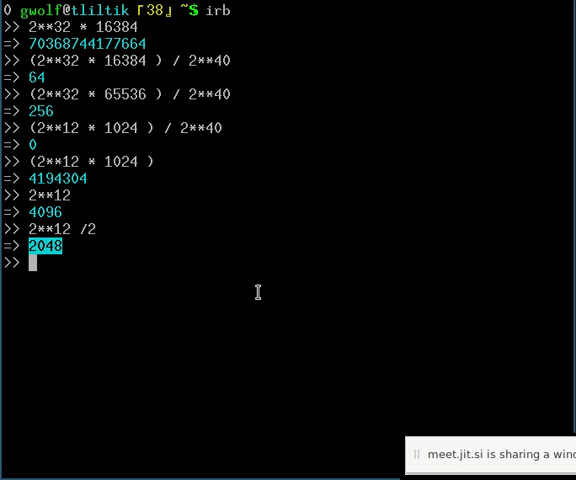 0 gwolf@tliltik 「38」 ~$ irb
>> 2**32 * 16384
=> 70368744177664
>> (2**32 * 16384 ) / 2**40
=> 64
>> (2**32 * 65536 ) / 2**40
=> 256
>> (2**12 * 1024 ) / 2**40
=> 0
>> (2**12 * 1024 )
=> 4194304
>> 2**12
=> 4096
>> 2**12 /2
=> 2048
>>
meet.jit.si is sharing a wind